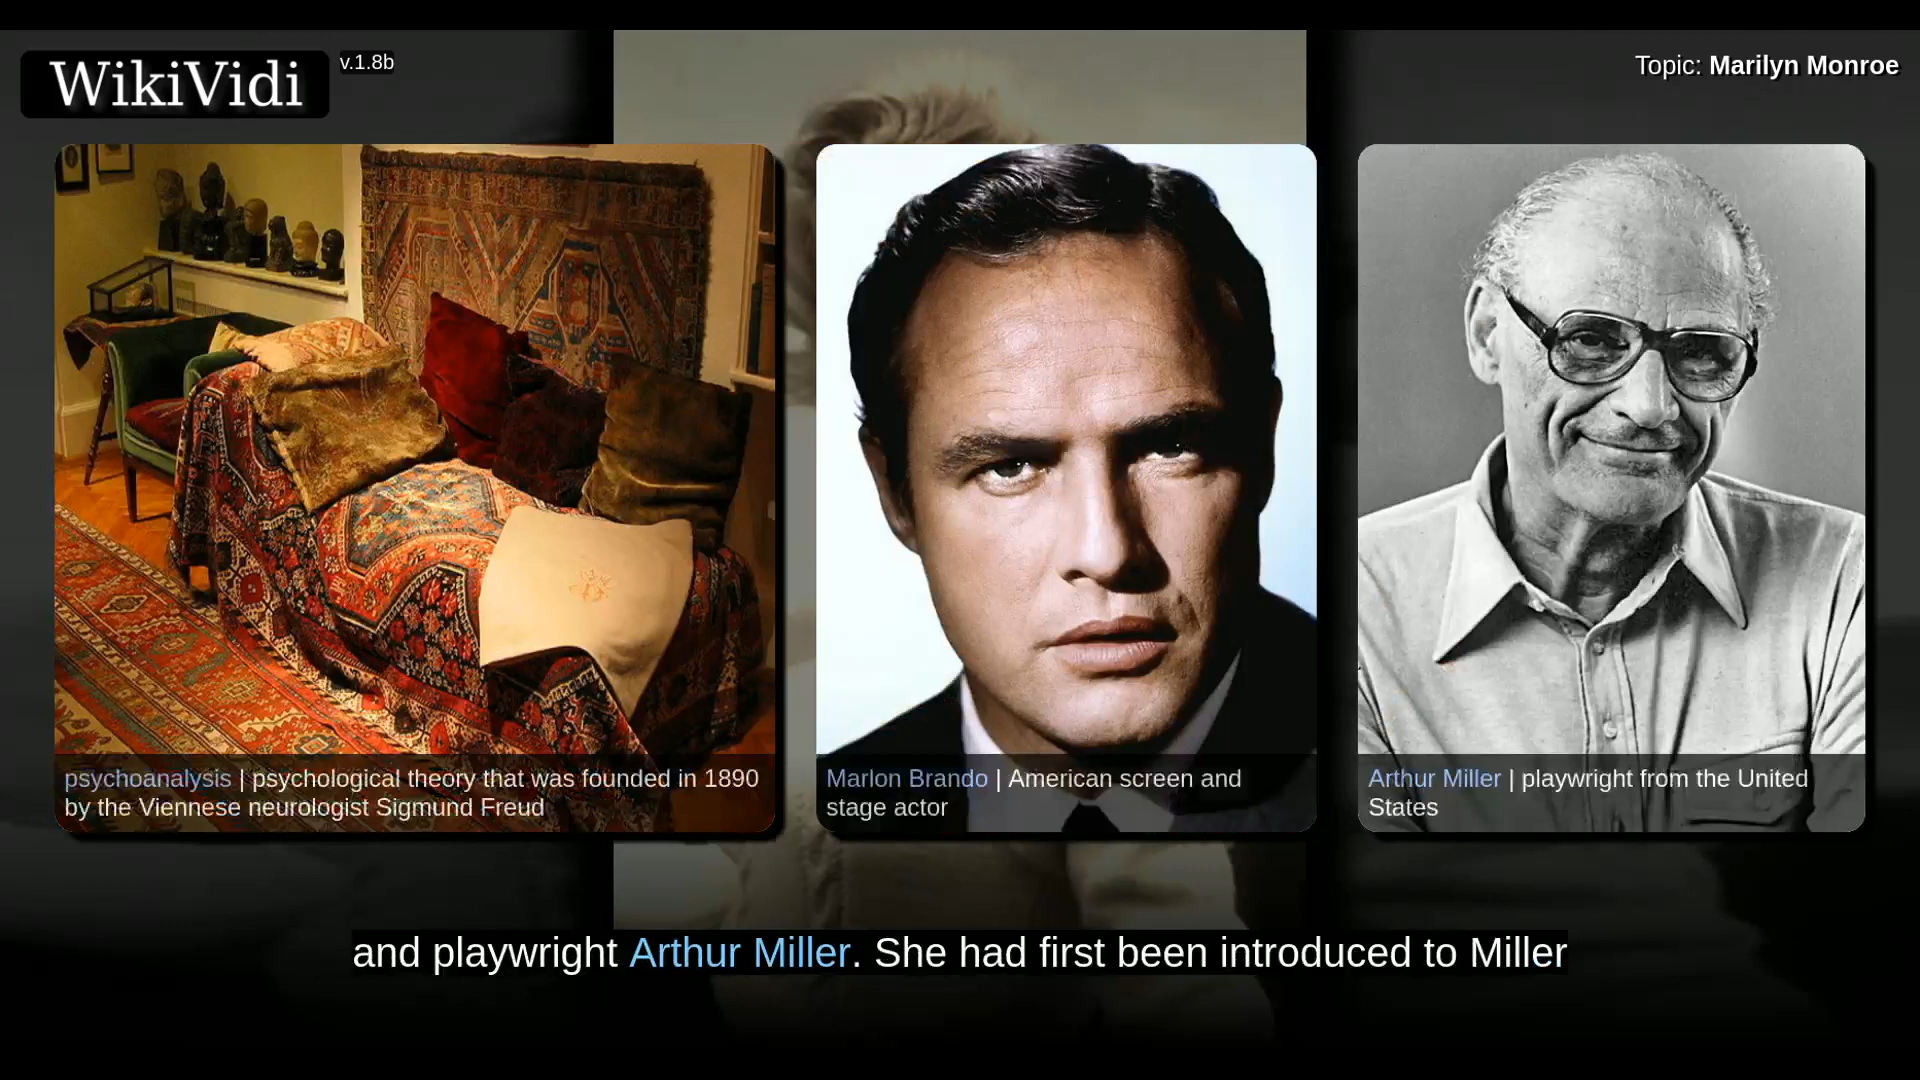 WikiVidi
v.1.8b
Topic: Marilyn Monroe
psychoanalysis | psychological theory that was founded in 1890
by the Viennese neurologist Sigmund Freud
Marlon Brando | American screen and
stage actor
Arthur Miller | playwright from the United
States
and playwright Arthur Miller. She had first been introduced to Miller